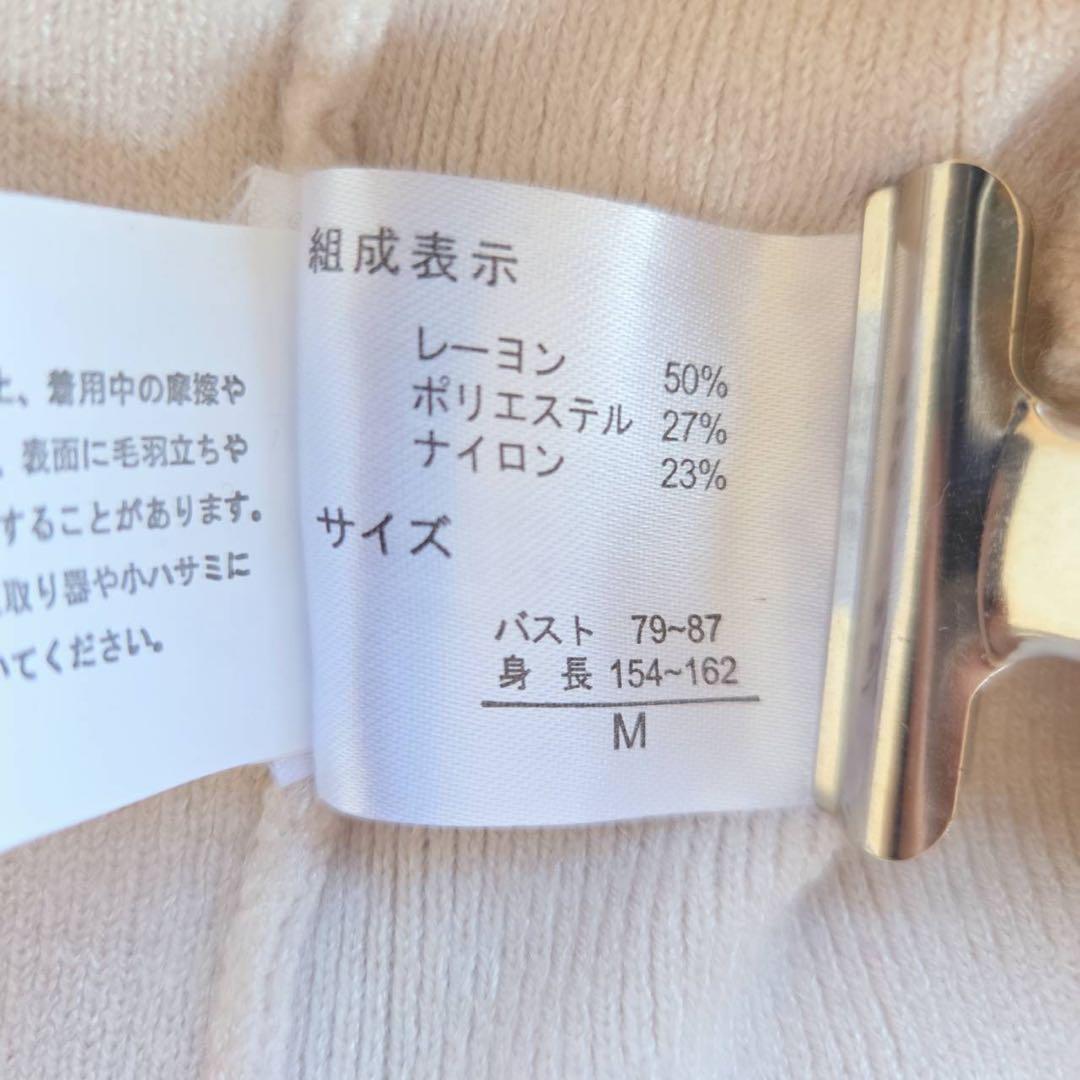 上、着用中の摩擦や
、表面に毛羽立ちや
することがあります。
取り器や小ハサミに
いてください。
組成表示
レーヨン 50%
ポリエステル 27%
ナイロン 23%
サイズ
バスト 79~87
身長 154~162
M